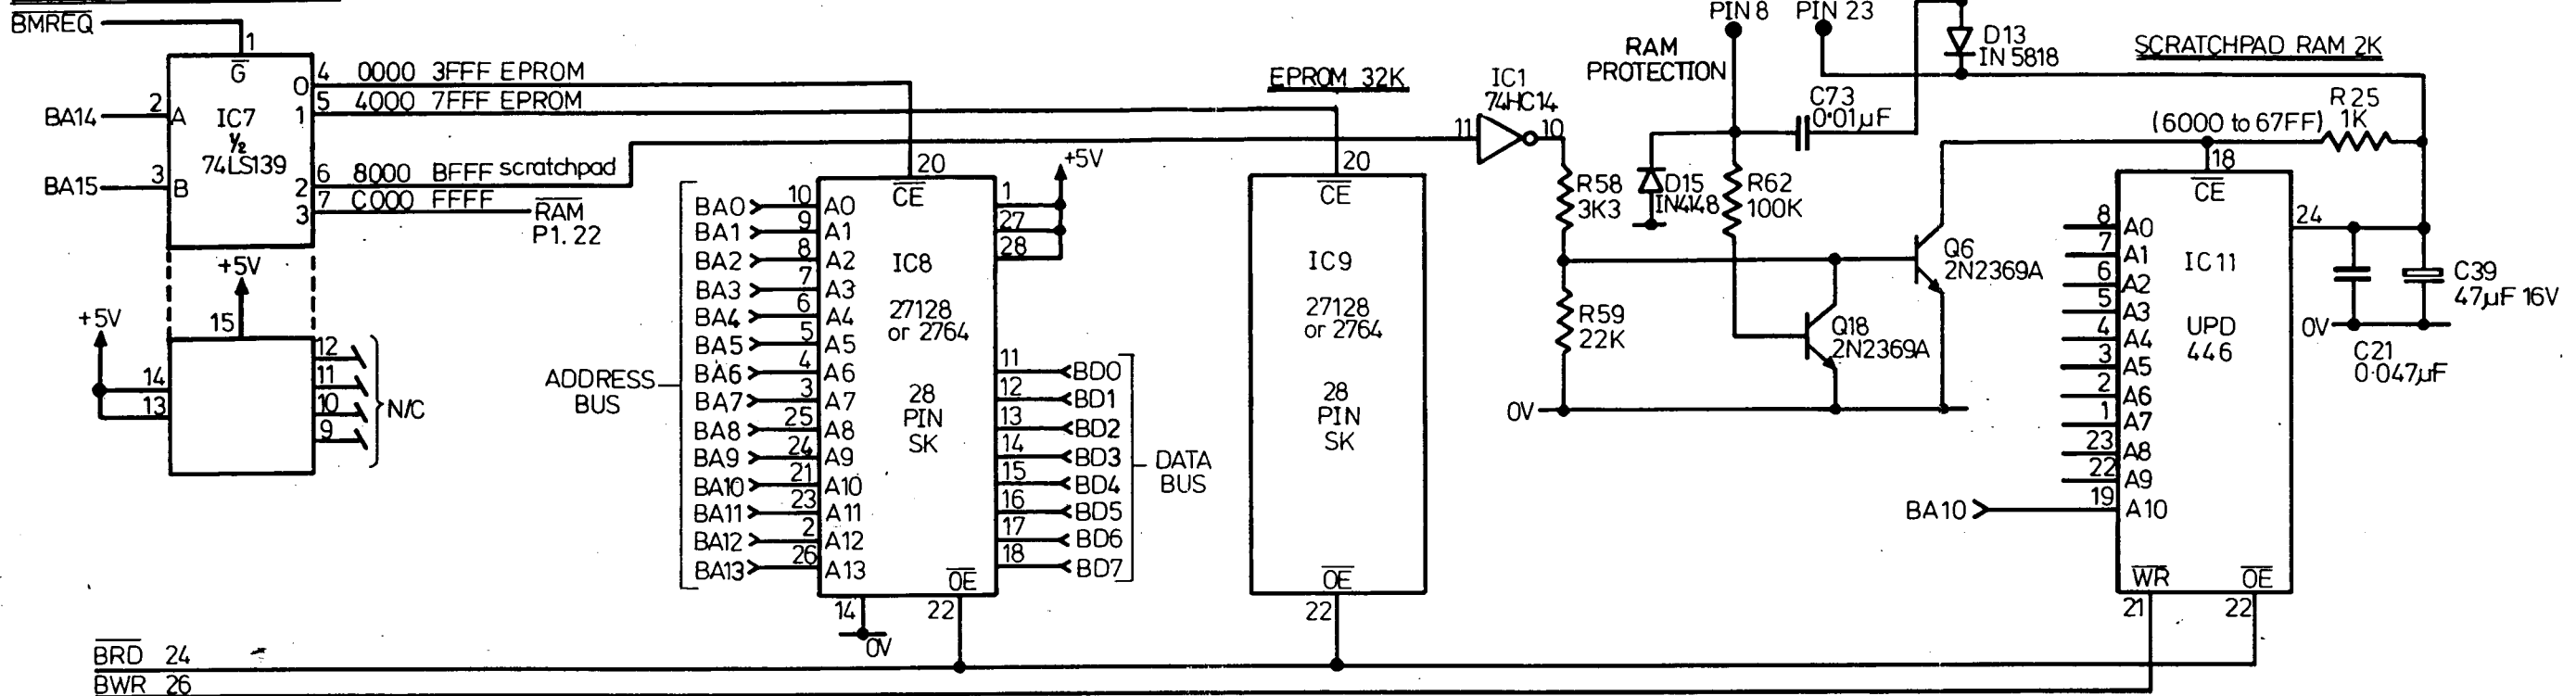 BMREQ
1
G
BA14
2
A
BA15
3
B
IC7
½
74LS139
0
4
0000 3FFF EPROM
1
5
4000 7FFF EPROM
2
6
8000 BFFF scratchpad
3
7
C000 FFFF
RAM
P1.22
+5V
15
+5V
14
13
12
11
10
9
N/C
EPROM 32K
ADDRESS
BUS
BA0 10 A0
BA1 9 A1
BA2 8 A2
BA3 7 A3
BA4 6 A4
BA5 5 A5
BA6 4 A6
BA7 3 A7
BA8 25 A8
BA9 24 A9
BA10 21 A10
BA11 23 A11
BA12 2 A12
BA13 26 A13
20
CE
IC8
27128
or 2764
28
PIN
SK
OE
14
0V
22
1
27
28
+5V
11 BD0
12 BD1
13 BD2
14 BD3
15 BD4
16 BD5
17 BD6
18 BD7
DATA
BUS
20
CE
IC9
27128
or 2764
28
PIN
SK
OE
22
IC1
74HC14
11
10
RAM
PROTECTION
PIN 8
PIN 23
C73
0·01µF
D13
IN 5818
SCRATCHPAD RAM 2K
R58
3K3
D15
IN4148
R62
100K
R59
22K
0V
Q6
2N2369A
Q18
2N2369A
(6000 to 67FF)
R25
1K
18
CE
8 A0
7 A1
6 A2
5 A3
4 A4
3 A5
2 A6
1 A7
23 A8
22 A9
BA10 19 A10
IC11
UPD
446
24
WR
OE
21
22
C39
47µF 16V
0V
C21
0·047µF
BRD 24
BWR 26